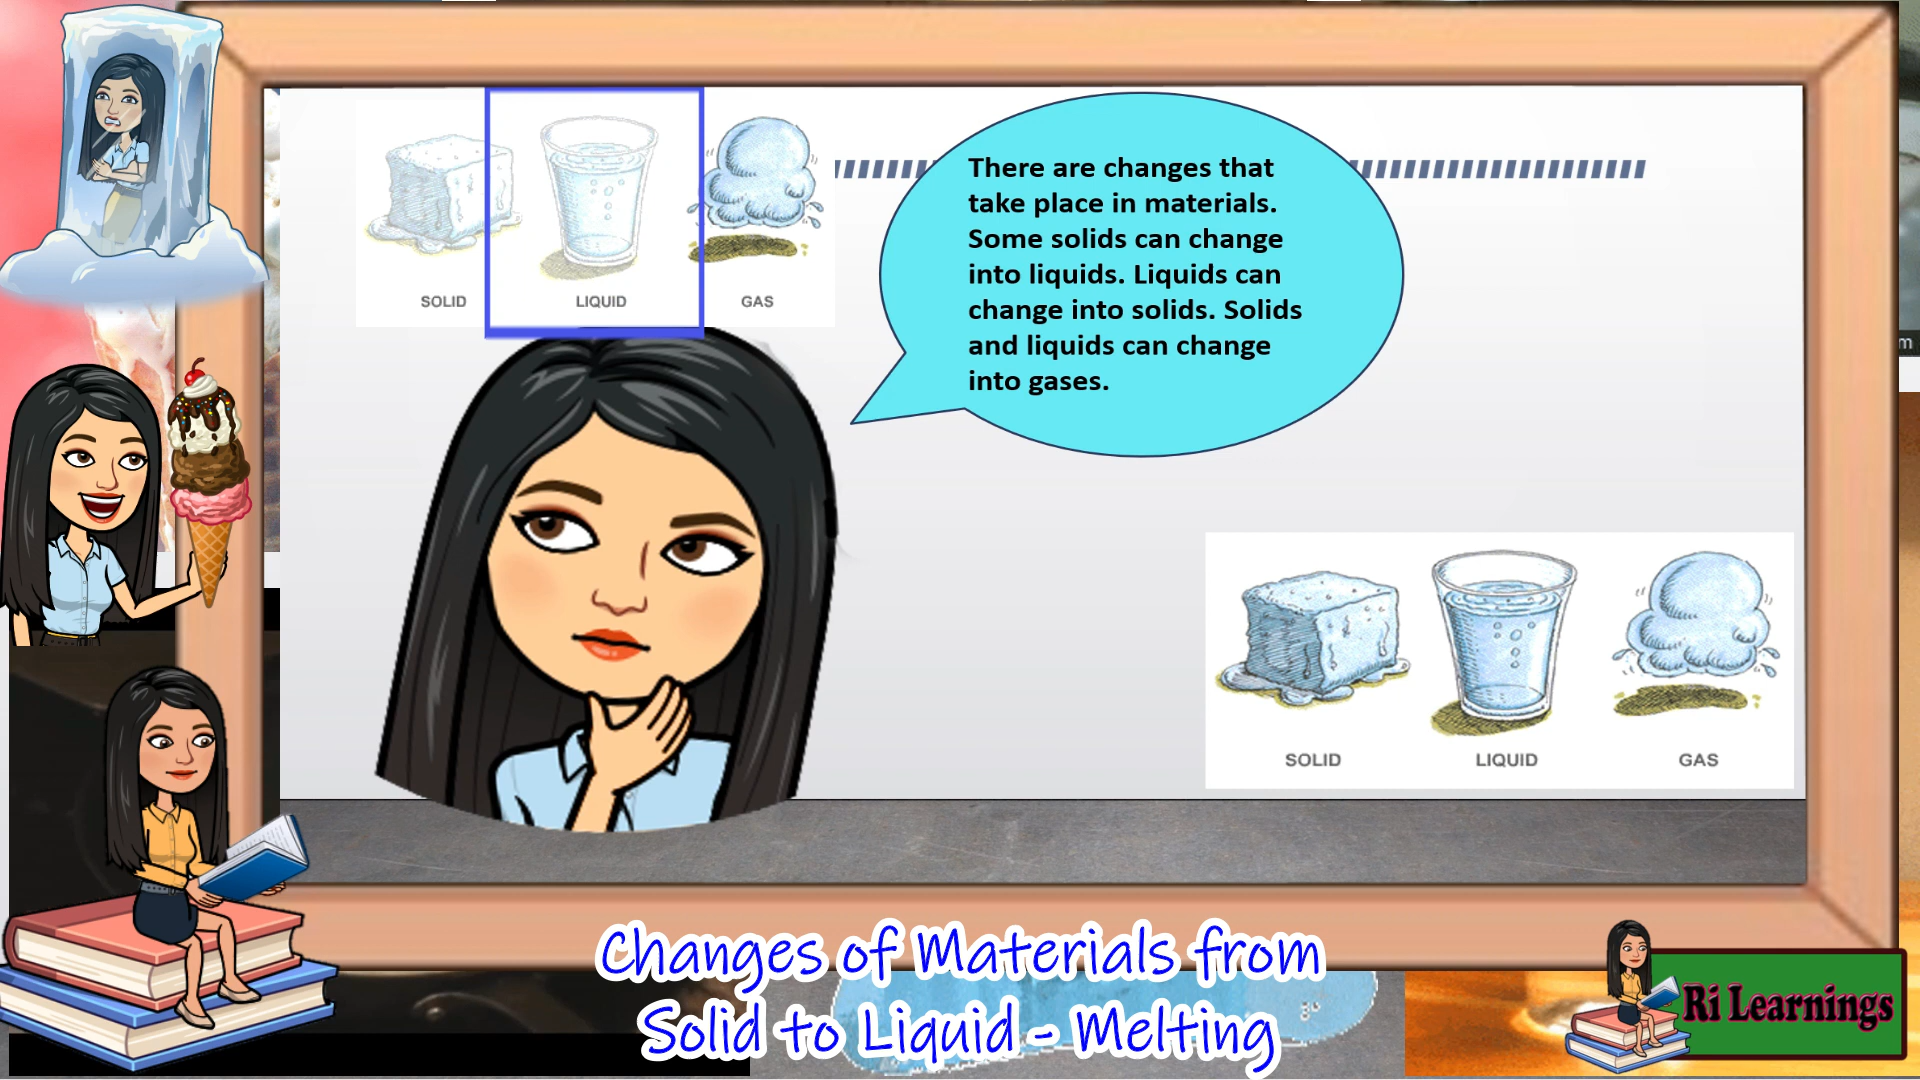 SOLID LIQUID GAS
There are changes that
take place in materials.
Some solids can change
into liquids. Liquids can
change into solids. Solids
and liquids can change
into gases.
SOLID LIQUID GAS
Changes of Materials from
Solid to Liquid - Melting
Ri Learnings